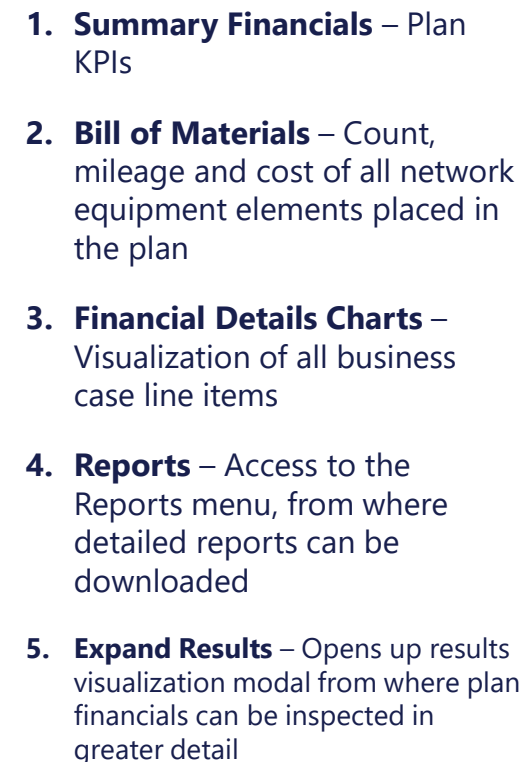 1. Summary Financials – Plan
KPIs
2. Bill of Materials – Count,
mileage and cost of all network
equipment elements placed in
the plan
3. Financial Details Charts –
Visualization of all business
case line items
4. Reports – Access to the
Reports menu, from where
detailed reports can be
downloaded
5. Expand Results – Opens up results
visualization modal from where plan
financials can be inspected in
greater detail